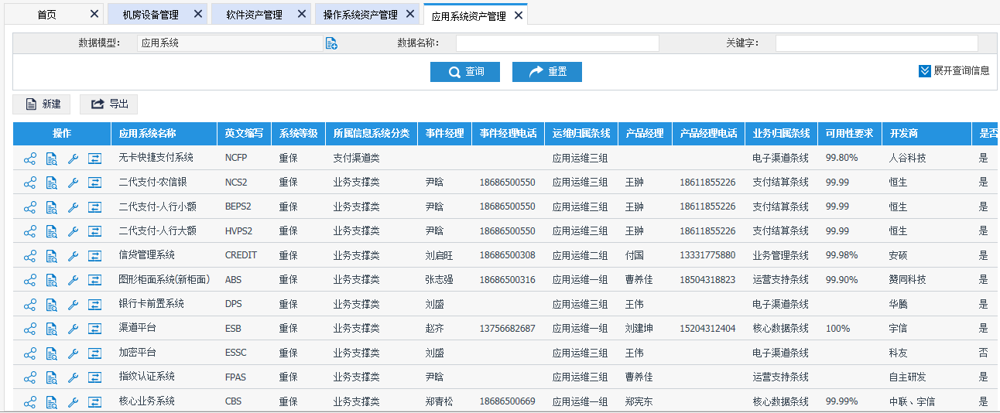 首页 机房设备管理 软件资产管理 操作系统资产管理 应用系统资产管理
数据模型： 应用系统 数据名称： 关键字：
查询 重置 展开查询信息
新建 导出
操作 应用系统名称 英文缩写 系统等级 所属信息系统分类 事件经理 事件经理电话 运维归属条线 产品经理 产品经理电话 业务归属条线 可用性要求 开发商 是否
无卡快捷支付系统 NCFP 重保 支付渠道类 应用运维三组 电子渠道条线 99.80% 人谷科技 是
二代支付-农信银 NCS2 重保 业务支撑类 尹晗 18686500550 应用运维三组 王翀 18611855226 支付结算条线 99.99 恒生 是
二代支付-人行小额 BEPS2 重保 业务支撑类 尹晗 18686500550 应用运维三组 王翀 18611855226 支付结算条线 99.99 恒生 是
二代支付-人行大额 HVPS2 重保 业务支撑类 尹晗 18686500550 应用运维三组 王翀 18611855226 支付结算条线 99.99 恒生 是
信贷管理系统 CREDIT 重保 业务支撑类 刘启旺 18686500308 应用运维二组 付国 13331775880 业务管理条线 99.98% 安硕 是
图形柜面系统(新柜面) ABS 重保 业务支撑类 张志强 18686500316 应用运维一组 曹养佳 18504318823 运营支持条线 99.90% 赞同科技 是
银行卡前置系统 DPS 重保 业务支撑类 刘盛 应用运维三组 王伟 电子渠道条线 华腾 是
渠道平台 ESB 重保 业务支撑类 赵齐 13756682687 应用运维一组 刘建坤 15204312404 核心数据条线 100% 宇信 是
加密平台 ESSC 重保 业务支撑类 刘盛 应用运维三组 王伟 电子渠道条线 科友 否
指纹认证系统 FPAS 重保 业务支撑类 尹晗 应用运维三组 曹养佳 运营支持条线 自主研发 是
核心业务系统 CBS 重保 业务支撑类 郑青松 18686500669 应用运维一组 郑宪东 核心数据条线 99.99% 中联、宇信 是